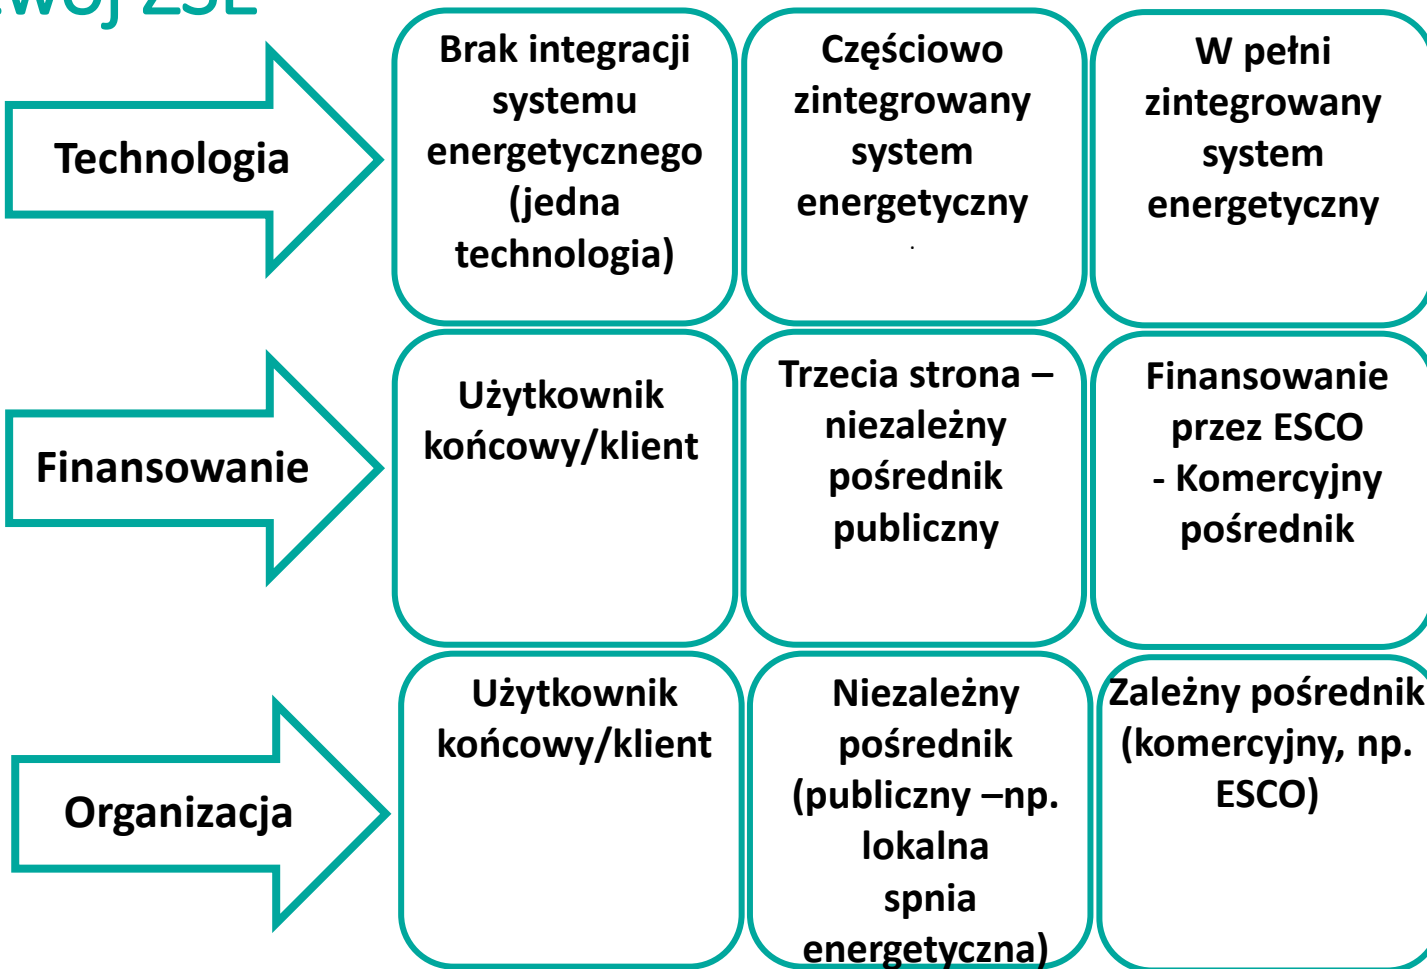 ZSE
Technologia
Brak integracji
systemu
energetycznego
(jedna
technologia)
Częściowo
zintegrowany
system
energetyczny
.
W pełni
zintegrowany
system
energetyczny
Finansowanie
Użytkownik
końcowy/klient
Trzecia strona –
niezależny
pośrednik
publiczny
Finansowanie
przez ESCO
- Komercyjny
pośrednik
Organizacja
Użytkownik
końcowy/klient
Niezależny
pośrednik
(publiczny –np.
lokalna
spnia
energetyczna)
Zależny pośrednik
(komercyjny, np.
ESCO)